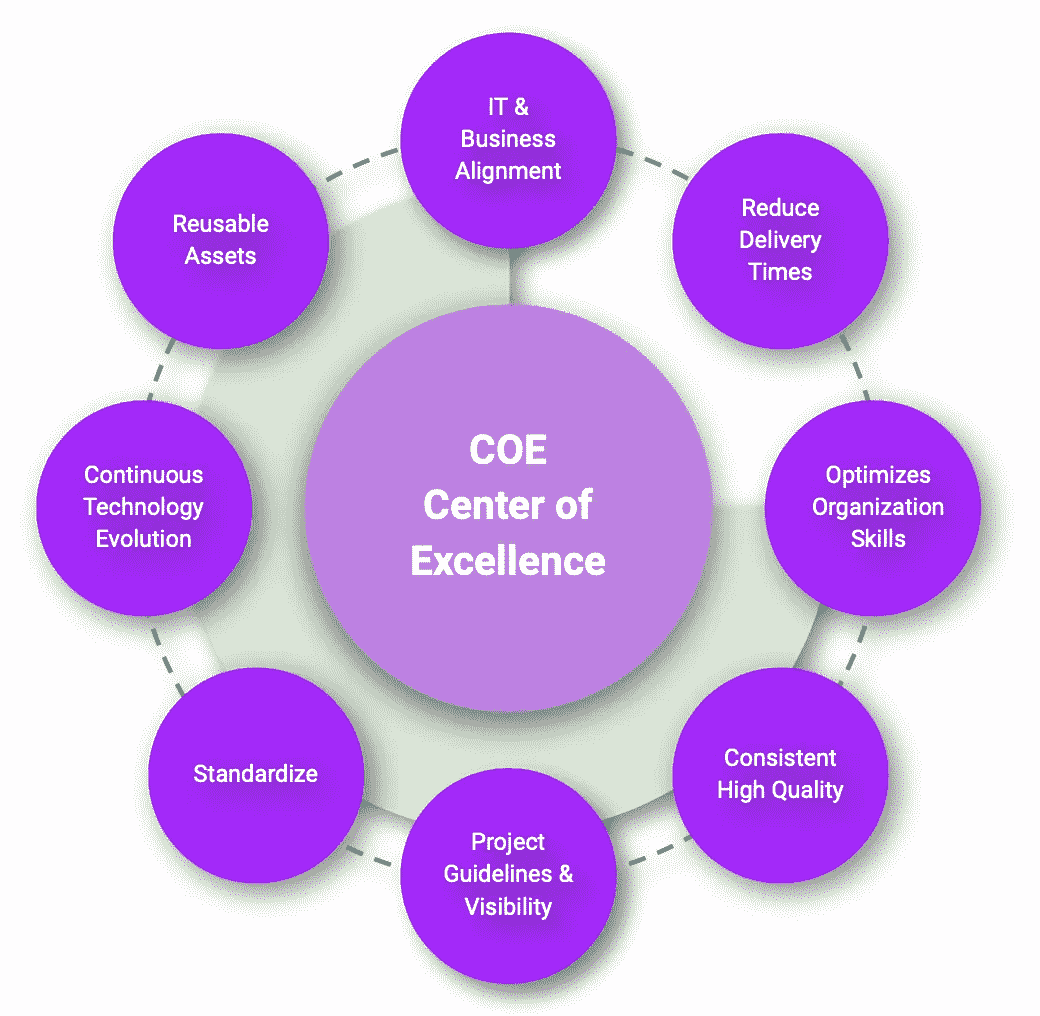 IT &
Business
Alignment
Reduce
Delivery
Times
Optimizes
Organization
Skills
Consistent
High Quality
Project
Guidelines &
Visibility
Standardize
Continuous
Technology
Evolution
Reusable
Assets
COE
Center of
Excellence